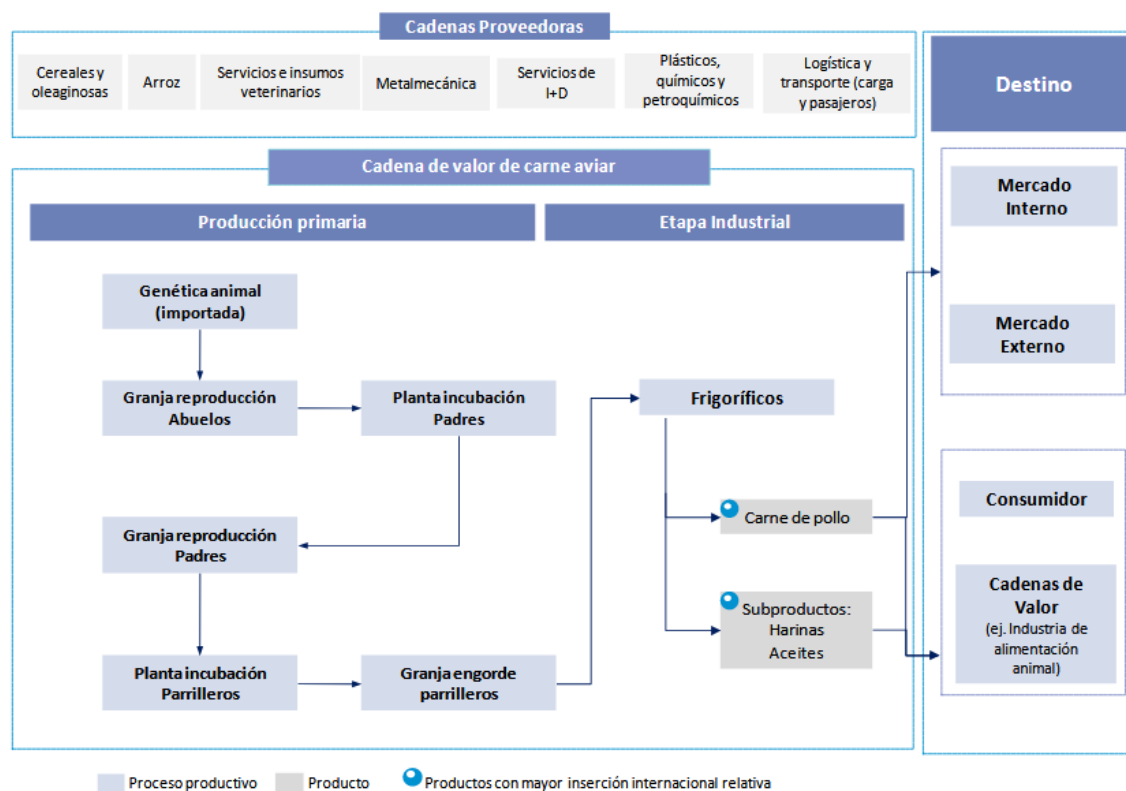 Cadenas Proveedoras
Cereales y
oleaginosas
Arroz
Servicios e insumos
veterinarios
Metalmecánica
Servicios de
I+D
Plásticos,
químicos y
petroquímicos
Logística y
transporte (carga
y pasajeros)
Destino
Cadena de valor de carne aviar
Producción primaria
Etapa Industrial
Mercado
Interno
Mercado
Externo
Genética animal
(importada)
Granja reproducción
Abuelos
Planta incubación
Padres
Frigoríficos
Granja reproducción
Padres
Carne de pollo
Consumidor
Subproductos:
Harinas
Aceites
Cadenas de
Valor
(ej. Industria de
alimentación
animal)
Planta incubación
Parrilleros
Granja engorde
parrilleros
Proceso productivo
Producto
Productos con mayor inserción internacional relativa